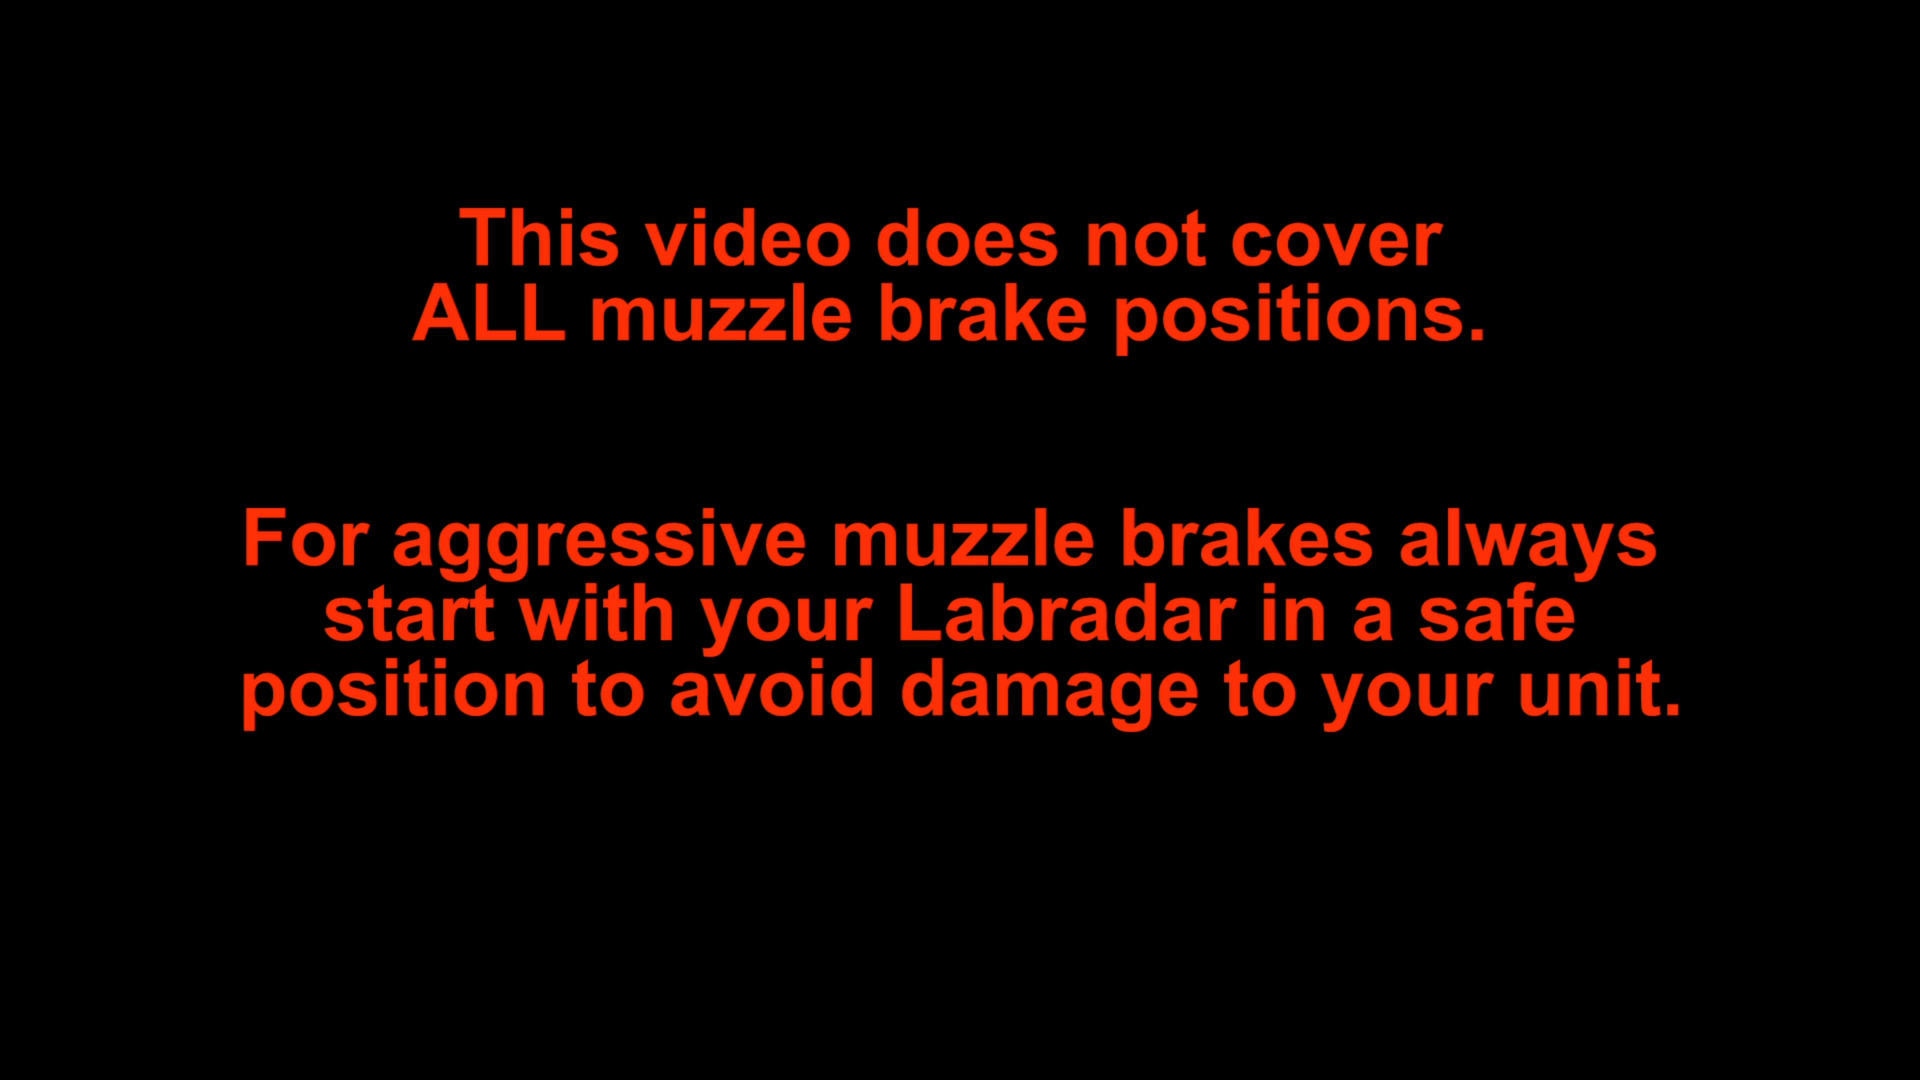 This video does not cover
ALL muzzle brake positions.
For aggressive muzzle brakes always
start with your Labradar in a safe
position to avoid damage to your unit.